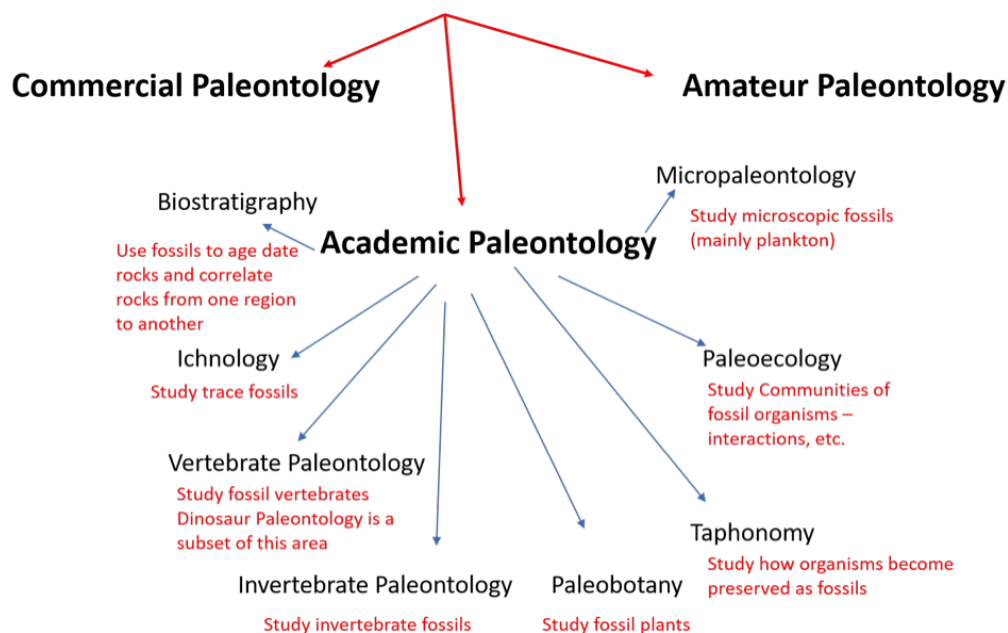 Commercial Paleontology
Amateur Paleontology
Micropaleontology
Study microscopic fossils
(mainly plankton)
Biostratigraphy
Use fossils to age date
rocks and correlate
rocks from one region
to another
Academic Paleontology
Ichnology
Study trace fossils
Paleoecology
Study Communities of
fossil organisms –
interactions, etc.
Vertebrate Paleontology
Study fossil vertebrates
Dinosaur Paleontology is a
subset of this area
Taphonomy
Study how organisms become
preserved as fossils
Invertebrate Paleontology
Study invertebrate fossils
Paleobotany
Study fossil plants